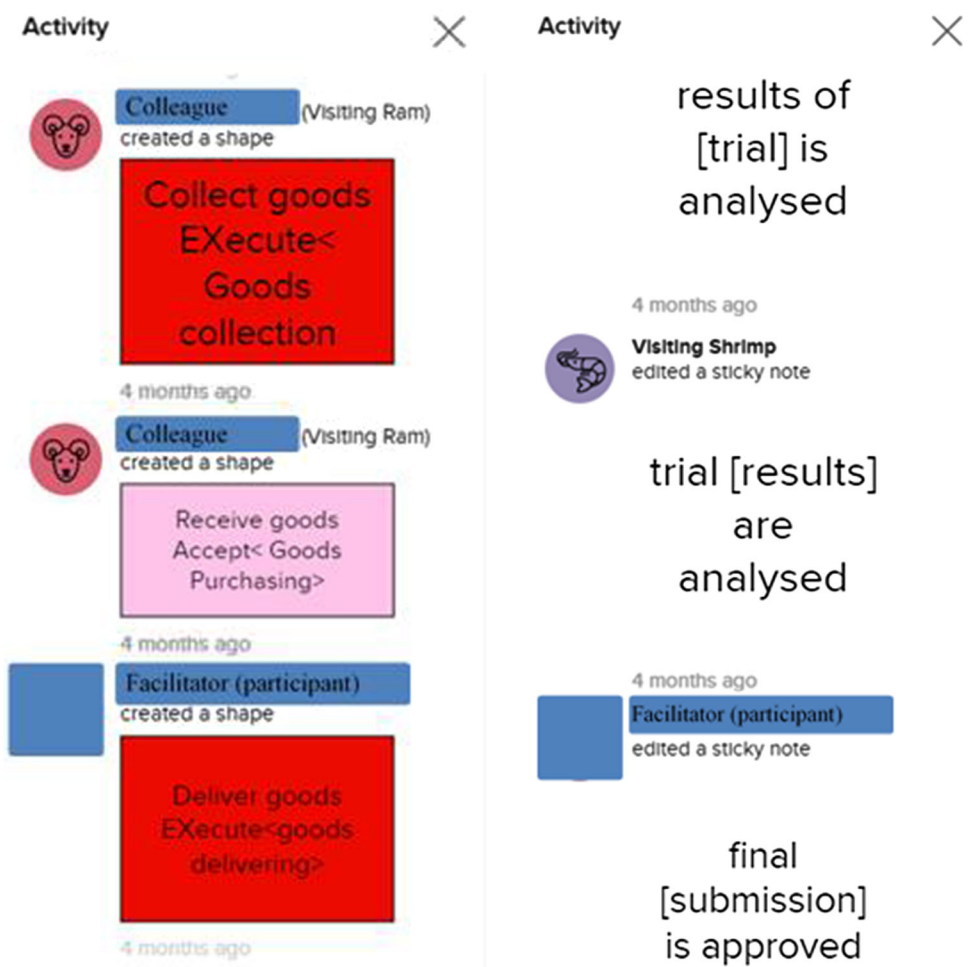 Activity
Colleague (Visiting Ram)
created a shape
Collect goods
EXecute<
Goods
collection
4 months ago
Colleague (Visiting Ram)
created a shape
Receive goods
Accept< Goods
Purchasing>
4 months ago
Facilitator (participant)
created a shape
Deliver goods
EXecute<goods
delivering>
4 months ago
Activity
results of
[trial] is
analysed
4 months ago
Visiting Shrimp
edited a sticky note
trial [results]
are
analysed
4 months ago
Facilitator (participant)
edited a sticky note
final
[submission]
is approved